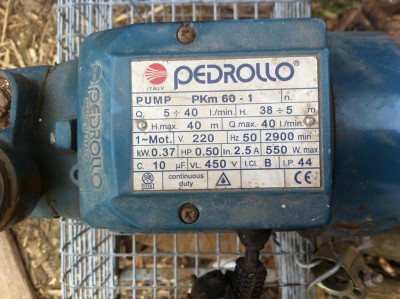 PEDROLLO®
ITALY
PUMP PKm 60 - 1 n.
Q. 5 ÷ 40 l/min H. 38 ÷ 5 m
H.max. 40 m Q.max. 40 l/min
1~Mot. V. 220 Hz 50 2900 min
kW 0.37 HP 0.50 In. 2.5 A 550 W. max
C. 10 µF. VL. 450 V I.Cl B I.P. 44
continuous
duty
PEDROLLO